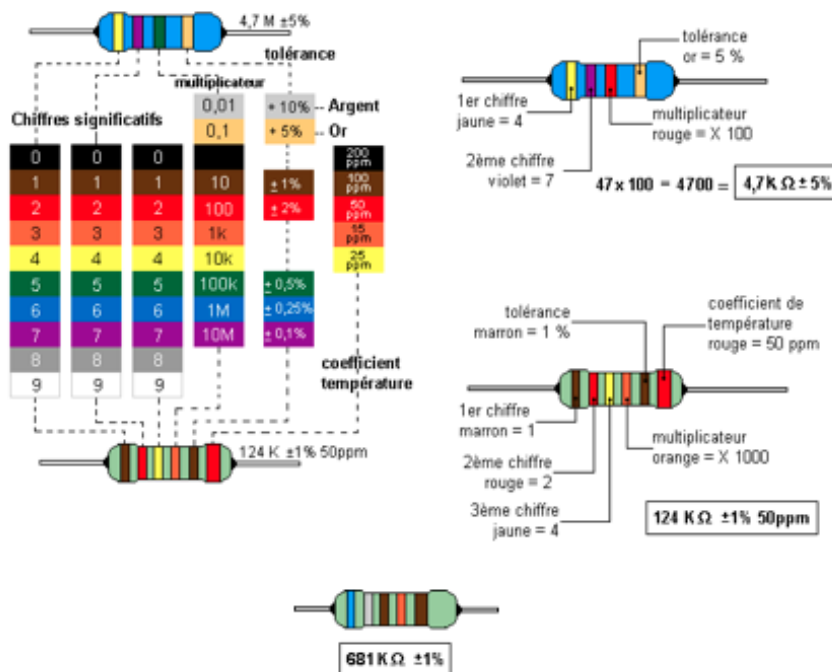 4,7 M ±5%
tolérance
multiplicateur
Chiffres significatifs
0,01 + 10% Argent
0,1 + 5% Or
0 0 0 200 ppm
1 1 1 10 ± 1% 100 ppm
2 2 2 100 ± 2% 50 ppm
3 3 3 1k 15 ppm
4 4 4 10k 25 ppm
5 5 5 100k ± 0,5%
6 6 6 1M ± 0,25%
7 7 7 10M ± 0,1%
8 8 8
9 9 9
coefficient
température
124 K ±1% 50ppm
tolérance
or = 5 %
1er chiffre
jaune = 4
multiplicateur
rouge = X 100
2ème chiffre
violet = 7
47 x 100 = 4700 = 4,7k Ω ± 5%
tolérance
marron = 1 %
coefficient de
température
rouge = 50 ppm
1er chiffre
marron = 1
multiplicateur
orange = X 1000
2ème chiffre
rouge = 2
3ème chiffre
jaune = 4
124 K Ω ±1% 50ppm
681 K Ω ±1%